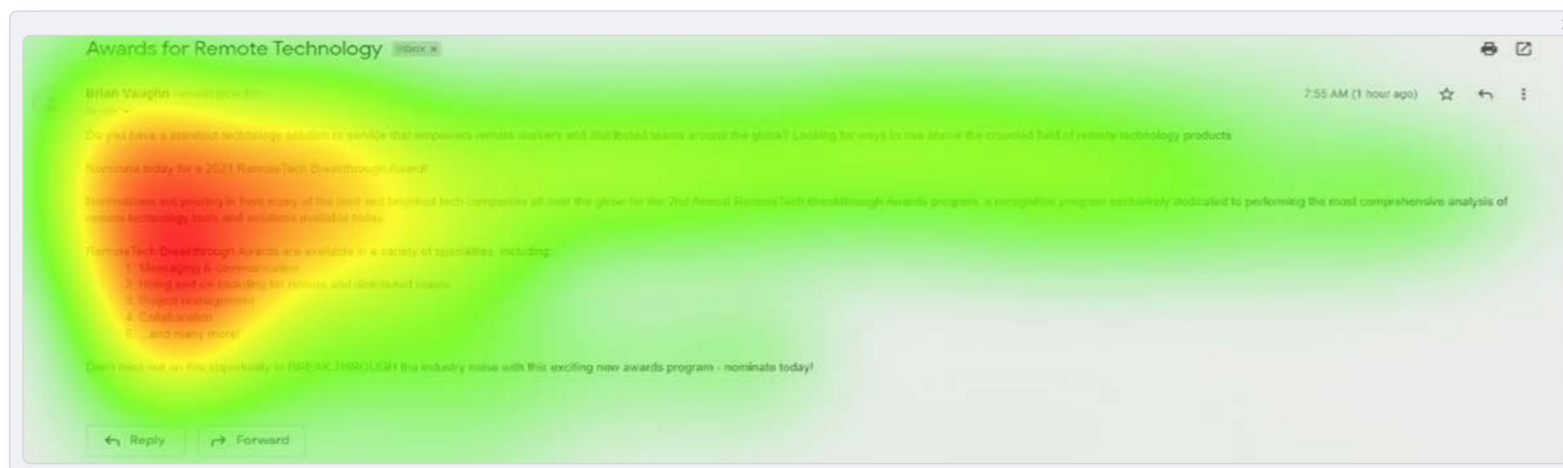 Awards for Remote Technology Inbox x
Brian Vaughn
7:55 AM (1 hour ago)
Do you have a standout technology solution or service that empowers remote workers and distributed teams around the globe? Looking for ways to rise above the crowded field of remote technology products
Nominate today for a 2021 RemoteTech Breakthrough Award!
Nominations are pouring in from many of the best and brightest tech companies all over the globe for the 2nd Annual RemoteTech Breakthrough Awards program, a recognition program exclusively dedicated to performing the most comprehensive analysis of
remote technology tools and solutions available today.
RemoteTech Breakthrough Awards are available in a variety of specialties, including:
1. Messaging & communication
2. Hiring and on-boarding for remote and distributed teams
3. Project management
4. Collaboration
5. ...and many more!
Don't miss out on this opportunity to BREAKTHROUGH the industry noise with this exciting new awards program - nominate today!
Reply
Forward